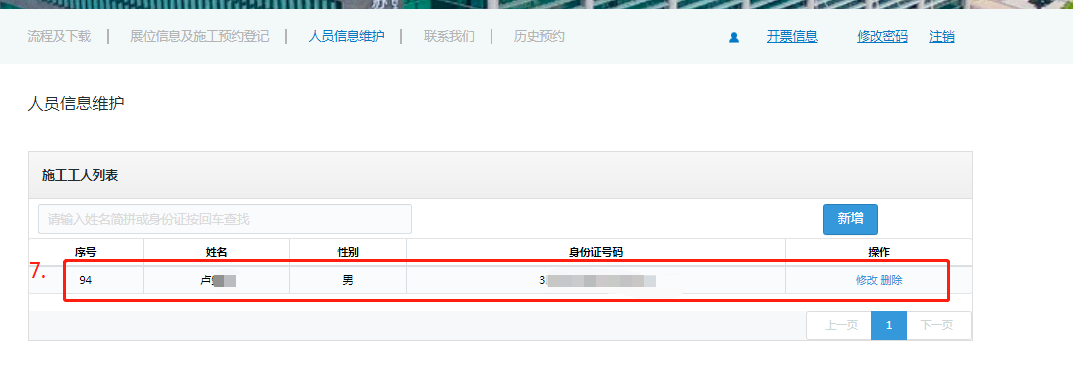 流程及下载 | 展位信息及施工预约登记 | 人员信息维护 | 联系我们 | 历史预约 开票信息 修改密码 注销
人员信息维护
施工工人列表
请输入姓名简拼或身份证按回车查找 新增
序号 姓名 性别 身份证号码 操作
7. 94 卢 男 3 修改 删除
上一页 1 下一页